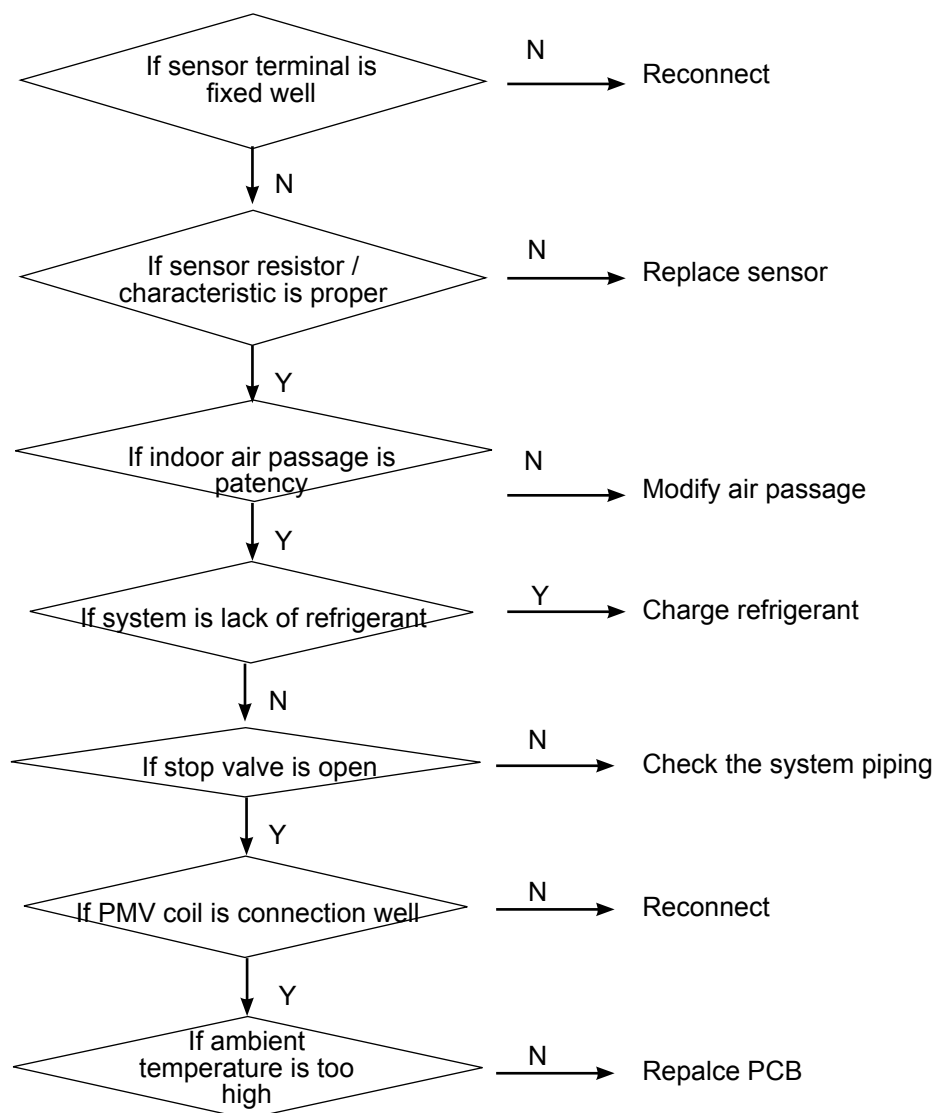 If sensor terminal is
fixed well
N
Reconnect
N
If sensor resistor /
characteristic is proper
N
Replace sensor
Y
If indoor air passage is
patency
N
Modify air passage
Y
If system is lack of refrigerant
Y
Charge refrigerant
N
If stop valve is open
N
Check the system piping
Y
If PMV coil is connection well
N
Reconnect
Y
If ambient
temperature is too
high
N
Repalce PCB